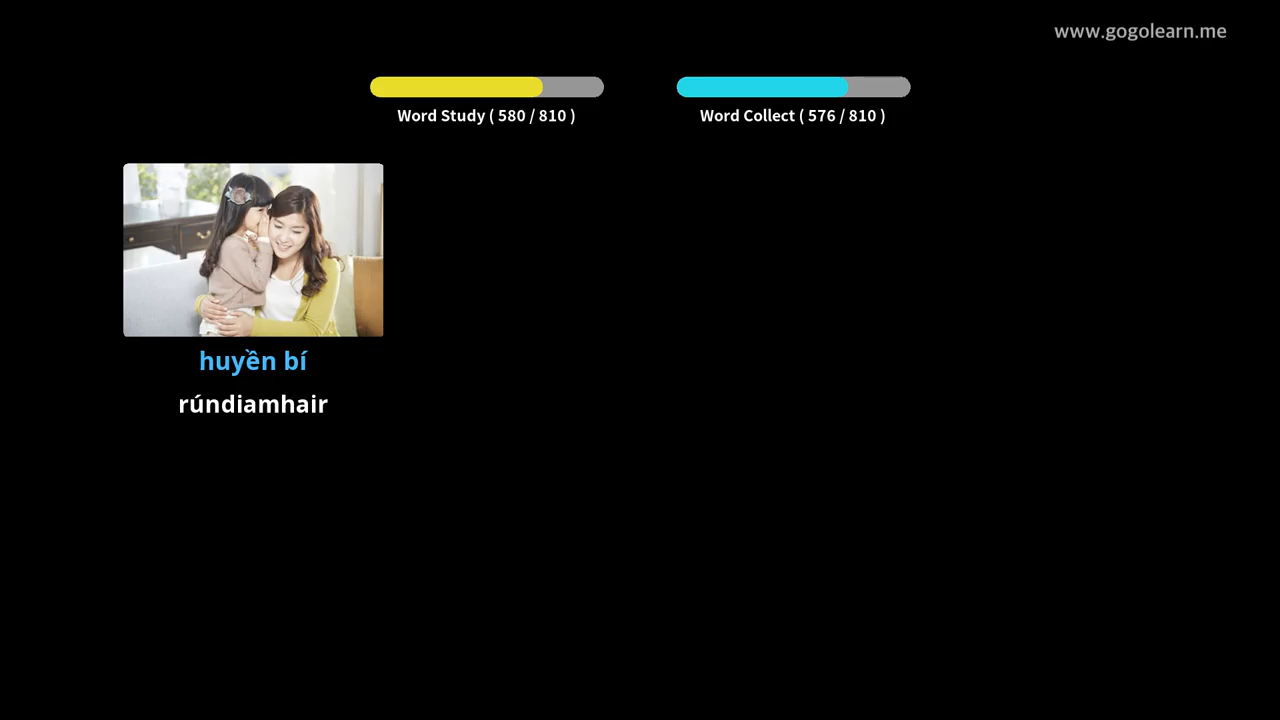 www.gogolearn.me
Word Study ( 580 / 810 )
Word Collect ( 576 / 810 )
huyền bí
rúndiamhair